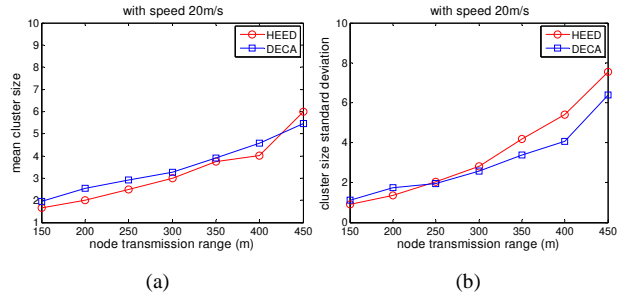 with speed 20m/s
10
9
8
7
6
5
4
3
2
1
mean cluster size
HEED
DECA
150 200 250 300 350 400 450
node transmission range (m)
(a)
with speed 20m/s
10
8
6
4
2
0
cluster size standard deviation
HEED
DECA
150 200 250 300 350 400 450
node transmission range (m)
(b)